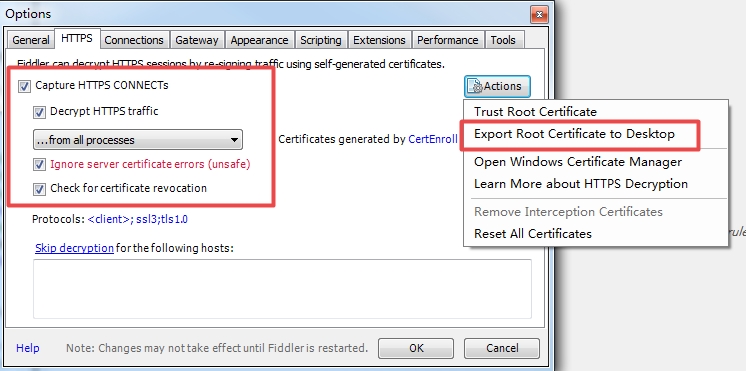 Options
General HTTPS Connections Gateway Appearance Scripting Extensions Performance Tools
Fiddler can decrypt HTTPS sessions by re-signing traffic using self-generated certificates.
Capture HTTPS CONNECTs
Actions
Decrypt HTTPS traffic
Trust Root Certificate
...from all processes
Certificates generated by CertEnroll
Export Root Certificate to Desktop
Ignore server certificate errors (unsafe)
Open Windows Certificate Manager
Check for certificate revocation
Learn More about HTTPS Decryption
Protocols: <client>; ssl3;tls1.0
Remove Interception Certificates
Reset All Certificates
rule
Skip decryption for the following hosts:
Help
Note: Changes may not take effect until Fiddler is restarted.
OK
Cancel